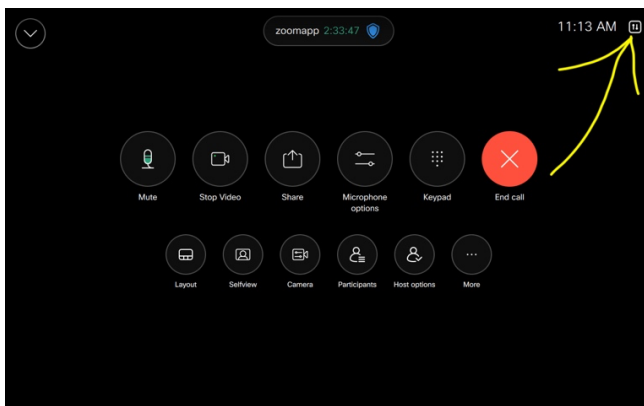 zoomapp 2:33:47
11:13 AM
Mute
Stop Video
Share
Microphone
options
Keypad
End call
Layout
Selfview
Camera
Participants
Host options
More